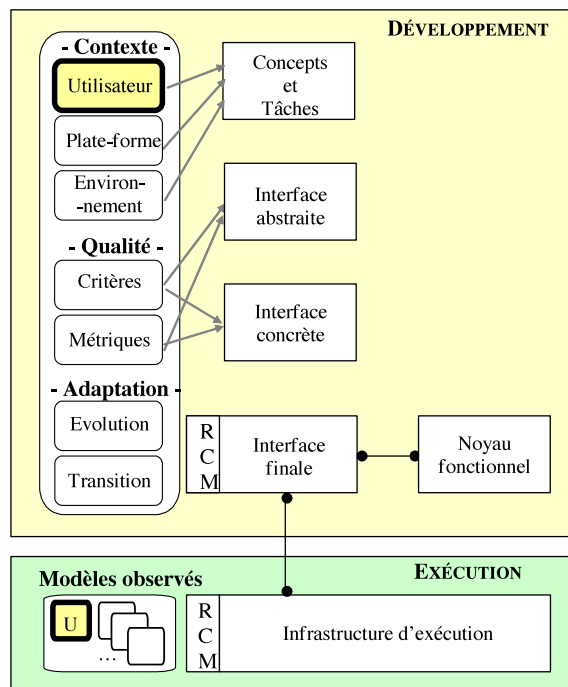 DÉVELOPPEMENT
- Contexte -
Utilisateur
Plate-forme
Environ-
-nement
- Qualité -
Critères
Métriques
- Adaptation -
Evolution
Transition
Concepts
et
Tâches
Interface
abstraite
Interface
concrète
R
C
M
Interface
finale
Noyau
fonctionnel
EXÉCUTION
Modèles observés
U
...
R
C
M
Infrastructure d'exécution